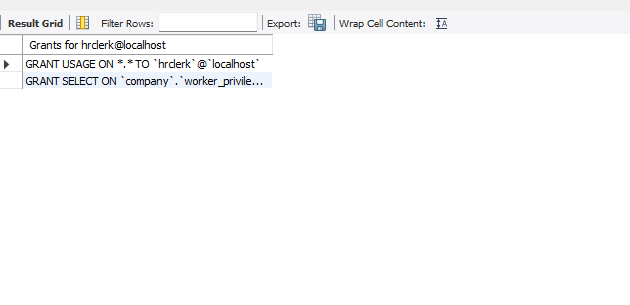 Result Grid Filter Rows: Export: Wrap Cell Content: IA
Grants for hrclerk@localhost
GRANT USAGE ON *.* TO `hrclerk`@`localhost`
GRANT SELECT ON `company`.`worker_privile...